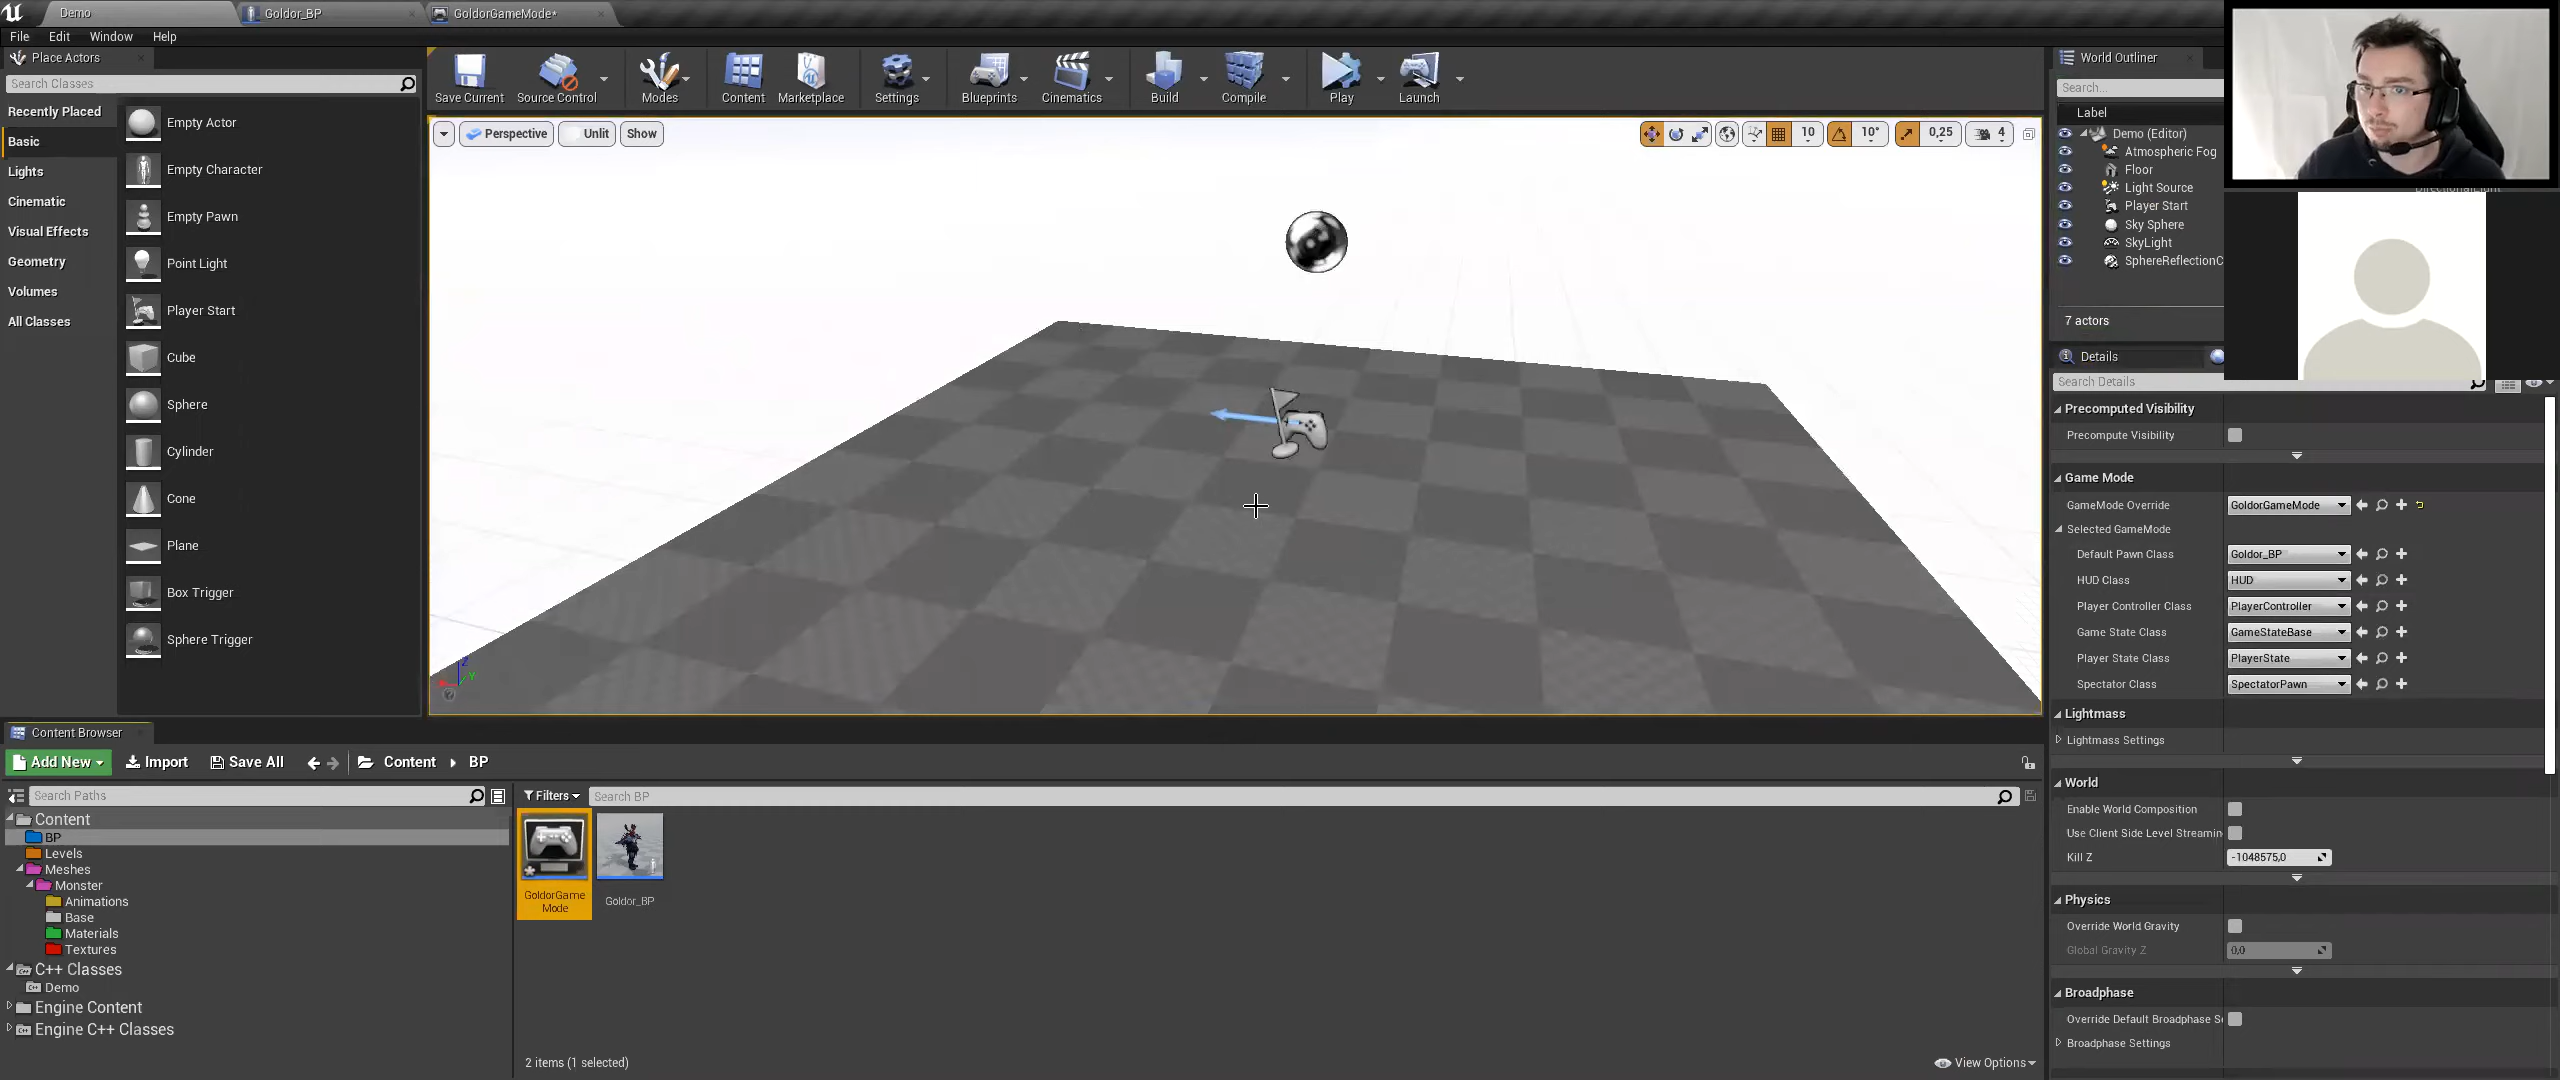 Demo
Goldor_BP
GoldorGameMode*
File Edit Window Help
Place Actors
Search Classes
Recently Placed
Basic
Lights
Cinematic
Visual Effects
Geometry
Volumes
All Classes
Empty Actor
Empty Character
Empty Pawn
Point Light
Player Start
Cube
Sphere
Cylinder
Cone
Plane
Box Trigger
Sphere Trigger
Save Current
Source Control
Modes
Content
Marketplace
Settings
Blueprints
Cinematics
Build
Compile
Play
Launch
Perspective
Unlit
Show
10
10°
0,25
4
Z
Y
World Outliner
Search...
Label
Demo (Editor)
Atmospheric Fog
Floor
Light Source
Player Start
Sky Sphere
SkyLight
SphereReflectionC
7 actors
Details
Search Details
Precomputed Visibility
Precompute Visibility
Game Mode
GameMode Override GoldorGameMode
Selected GameMode
Default Pawn Class Goldor_BP
HUD Class HUD
Player Controller Class PlayerController
Game State Class GameStateBase
Player State Class PlayerState
Spectator Class SpectatorPawn
Lightmass
Lightmass Settings
World
Enable World Composition
Use Client Side Level Streamin
Kill Z -1048575,0
Physics
Override World Gravity
Global Gravity Z 0,0
Broadphase
Override Default Broadphase Se
Broadphase Settings
Content Browser
Add New
Import
Save All
Content
BP
Search Paths
Content
BP
Levels
Meshes
Monster
Animations
Base
Materials
Textures
C++ Classes
Demo
Engine Content
Engine C++ Classes
Filters
Search BP
GoldorGame
Mode
Goldor_BP
2 items (1 selected)
View Options